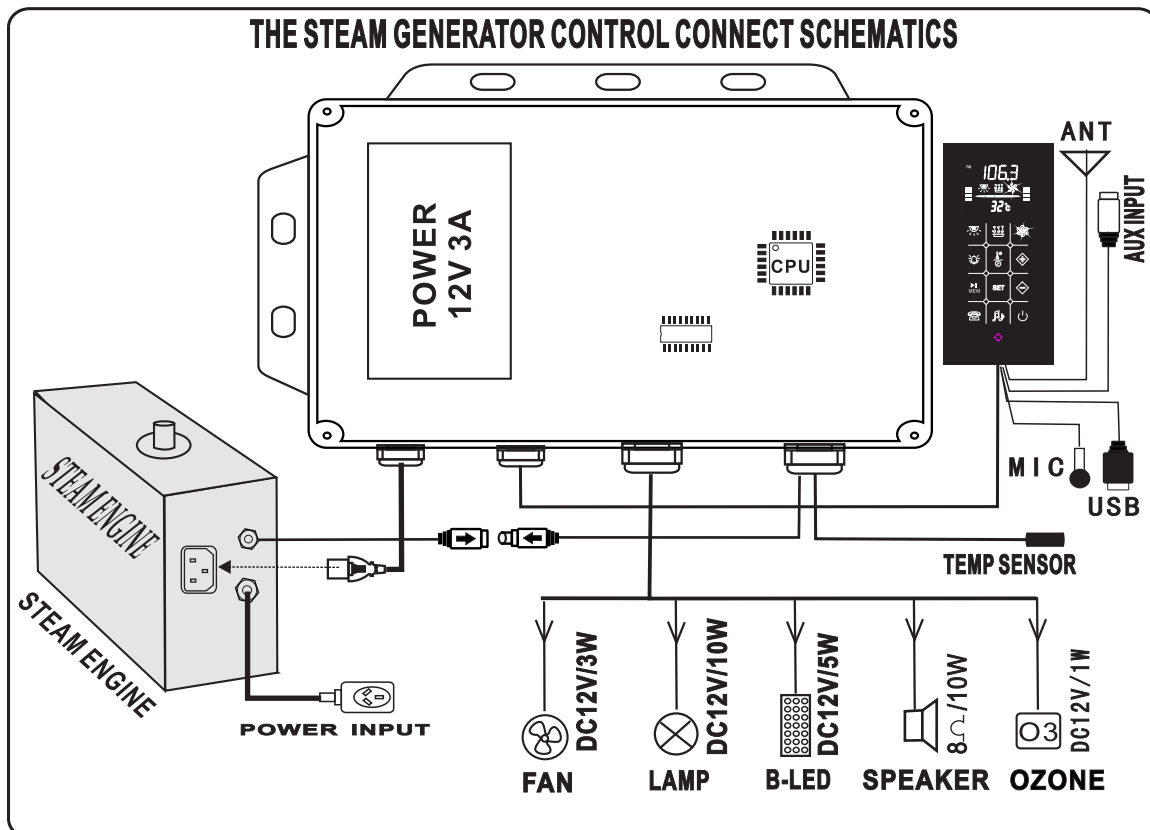 THE STEAM GENERATOR CONTROL CONNECT SCHEMATICS
POWER
12V 3A
CPU
FM
106.3
32℃
MEM
SET
ANT
AUX INPUT
MIC
USB
TEMP SENSOR
STEAM ENGINE
STEAM ENGINE
POWER INPUT
DC12V/3W
FAN
DC12V/10W
LAMP
DC12V/5W
B-LED
8Ω/10W
SPEAKER
O3
DC12V/1W
OZONE